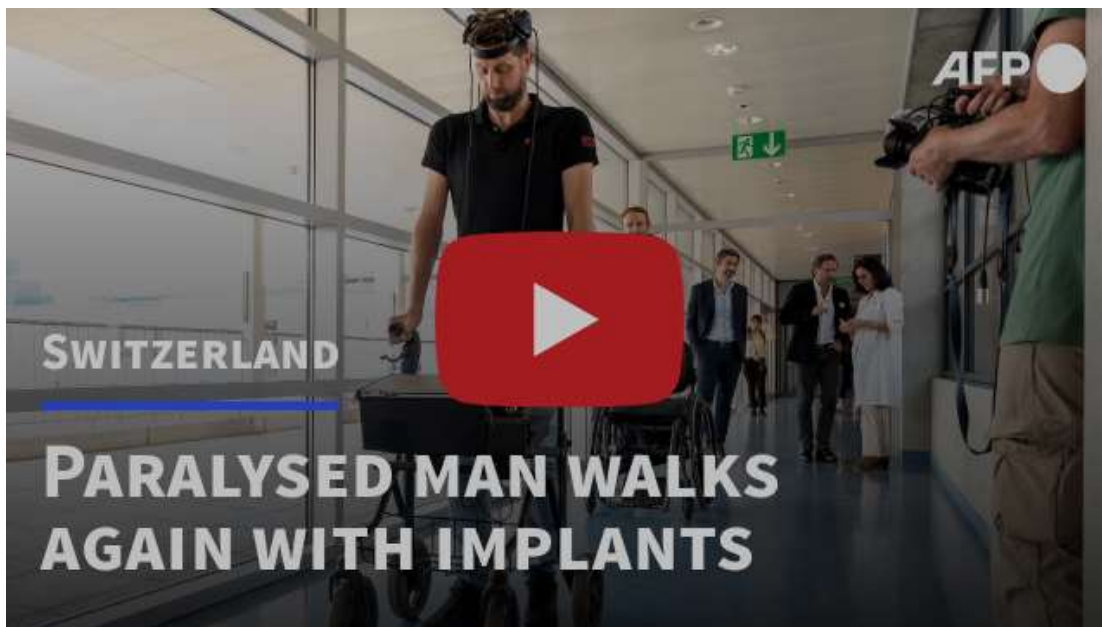 AFP
SWITZERLAND
PARALYSED MAN WALKS
AGAIN WITH IMPLANTS